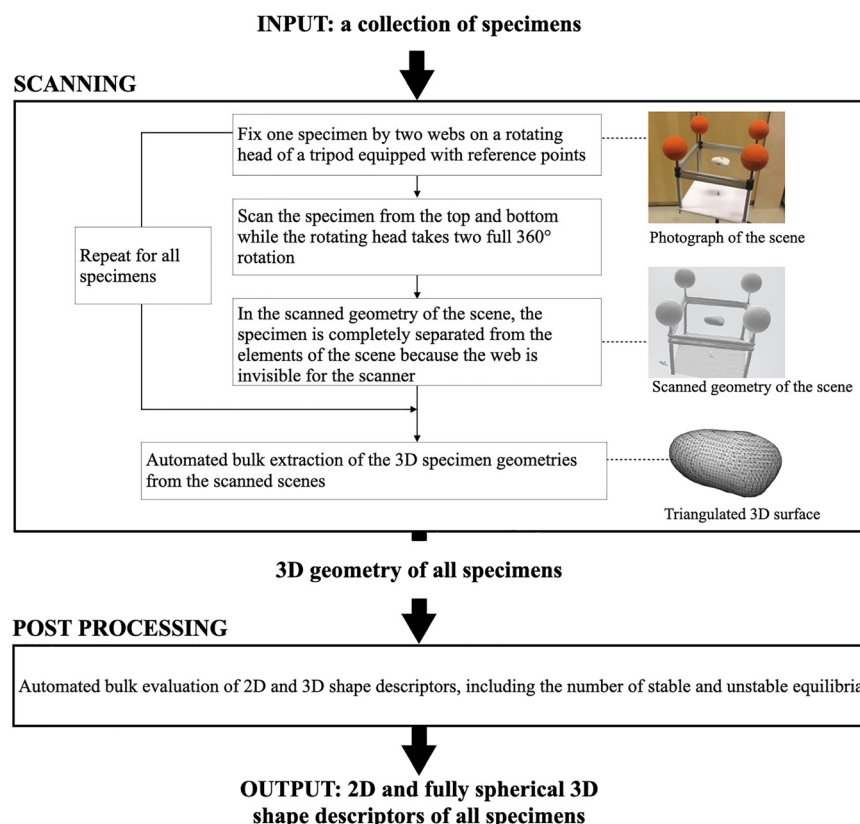 INPUT: a collection of specimens
SCANNING
Fix one specimen by two webs on a rotating
head of a tripod equipped with reference points
Photograph of the scene
Scan the specimen from the top and bottom
while the rotating head takes two full 360°
rotation
Repeat for all
specimens
In the scanned geometry of the scene, the
specimen is completely separated from the
elements of the scene because the web is
invisible for the scanner
Scanned geometry of the scene
Automated bulk extraction of the 3D specimen geometries
from the scanned scenes
Triangulated 3D surface
3D geometry of all specimens
POST PROCESSING
Automated bulk evaluation of 2D and 3D shape descriptors, including the number of stable and unstable equilibria
OUTPUT: 2D and fully spherical 3D
shape descriptors of all specimens